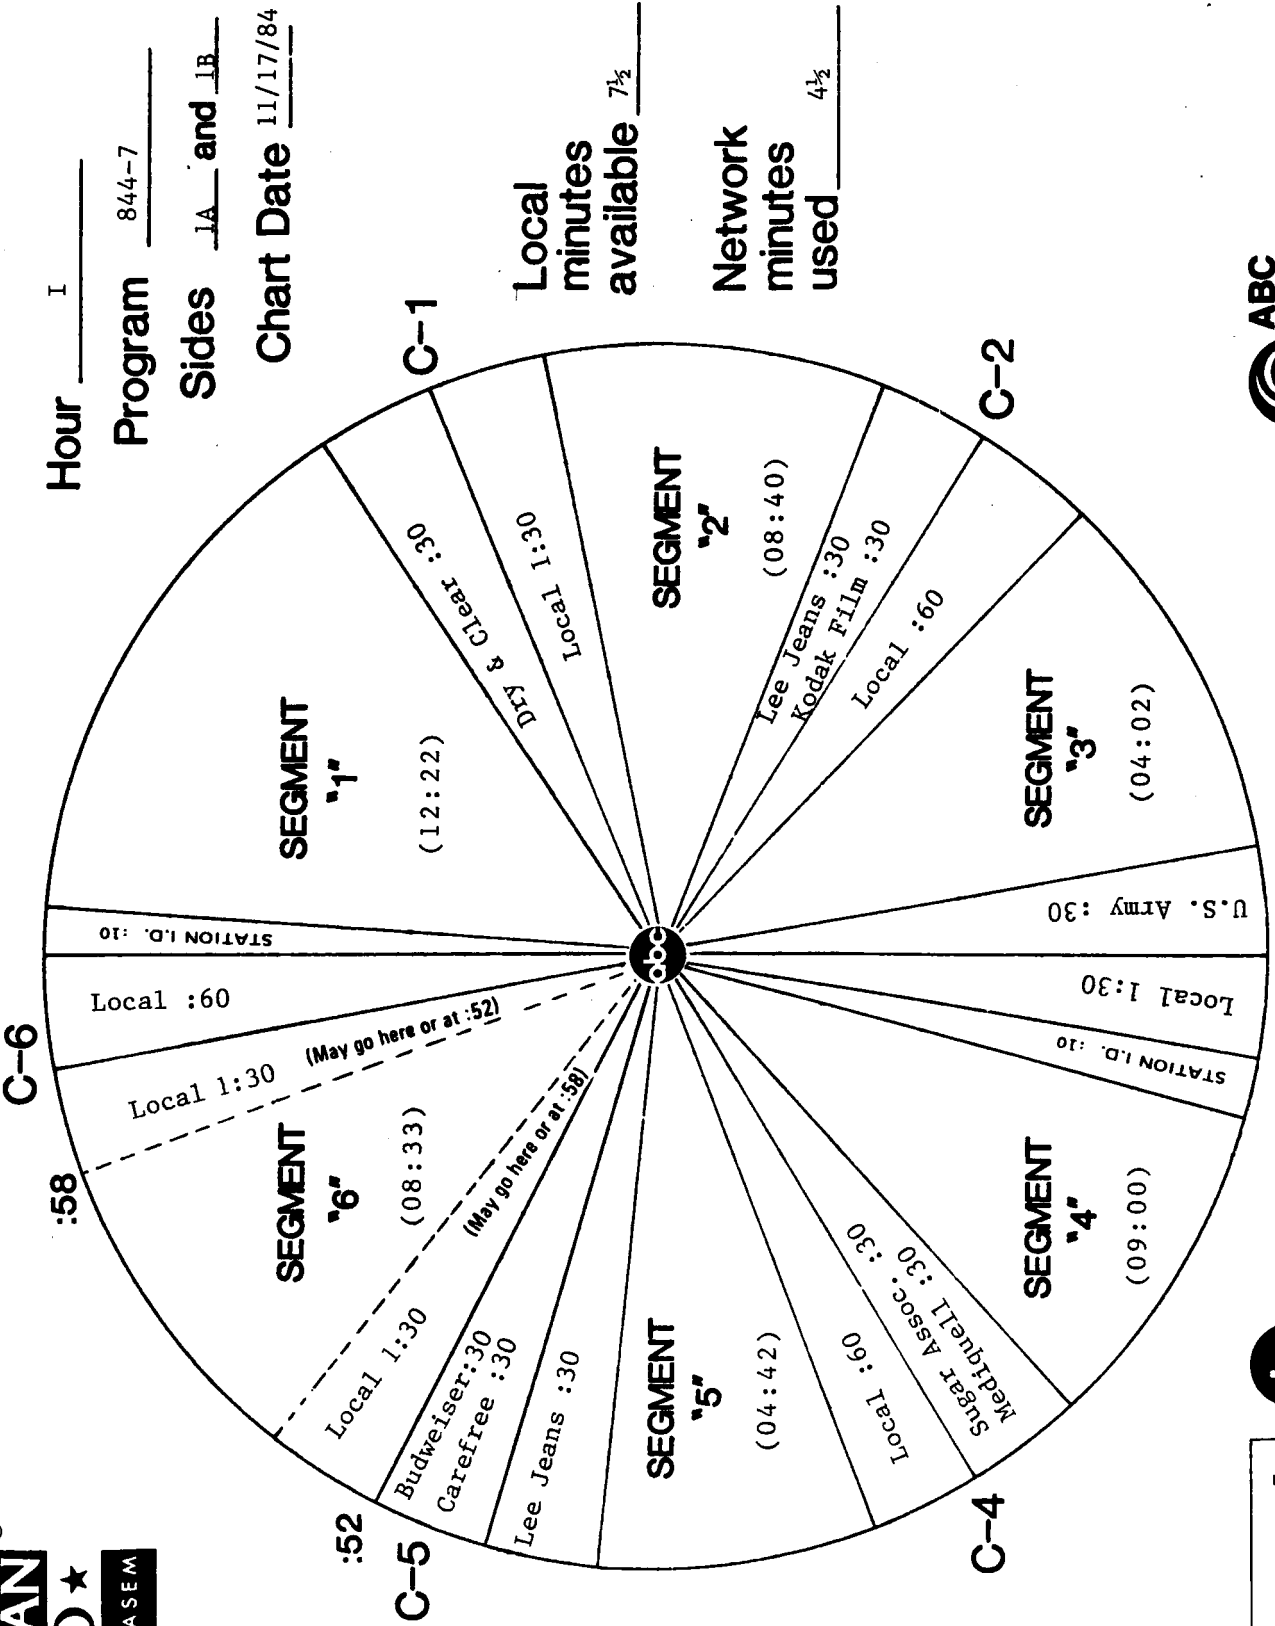 Hour I
Program 844-7
Sides 1A and 1B
Chart Date 11/17/84
Local
minutes
available 7½
Network
minutes
used 4½
C-6
STATION I.D. :10
SEGMENT
"1"
(12:22)
Dry & Clear :30
C-1
Local 1:30
SEGMENT
"2"
(08:40)
Lee Jeans :30
Kodak Film :30
C-2
Local :60
SEGMENT
"3"
(04:02)
U.S. Army :30
Local 1:30
STATION I.D. :10
SEGMENT
"4"
(09:00)
Mediquell :30
Sugar Assoc. :30
C-4
Local :60
SEGMENT
"5"
(04:42)
Lee Jeans :30
Carefree :30
Budweiser:30
C-5
:52
Local 1:30
(May go here or at :58)
SEGMENT
"6"
(08:33)
:58
Local 1:30
(May go here or at :52)
Local :60
abc
ABC
AN
ASEM